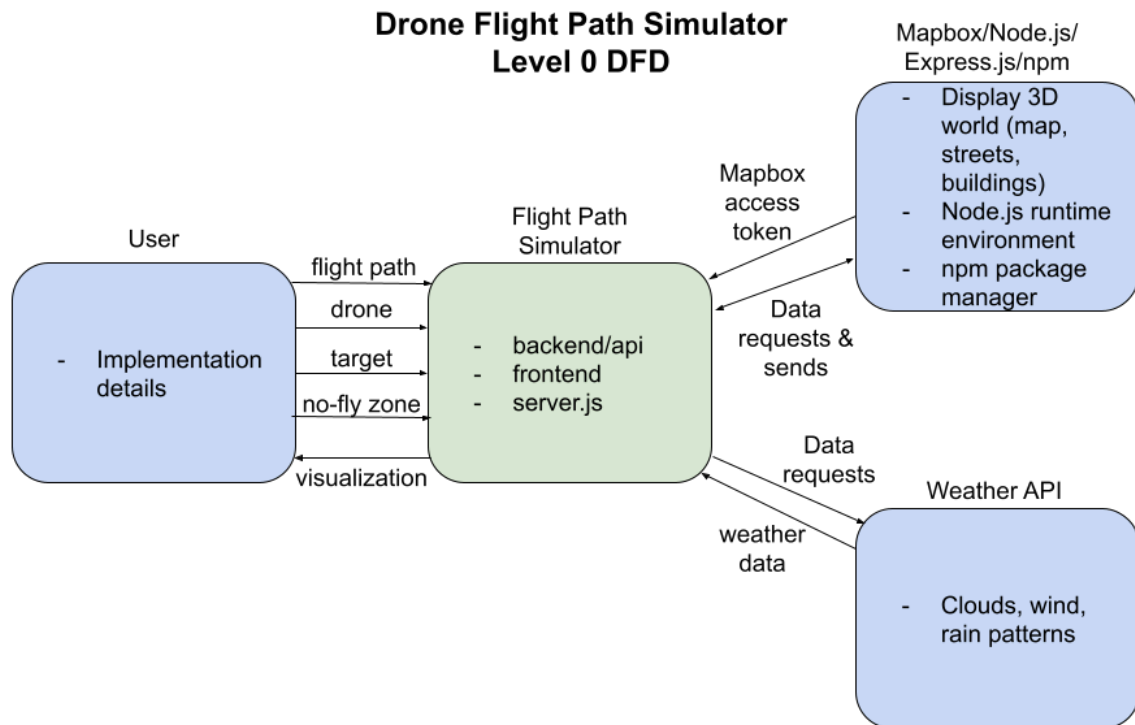 Drone Flight Path Simulator
Level 0 DFD
Mapbox/Node.js/
Express.js/npm
- Display 3D
world (map,
streets,
buildings)
- Node.js runtime
environment
- npm package
manager
Mapbox
access
token
Data
requests &
sends
User
- Implementation
details
flight path
drone
target
no-fly zone
visualization
Flight Path
Simulator
- backend/api
- frontend
- server.js
Data
requests
weather
data
Weather API
- Clouds, wind,
rain patterns